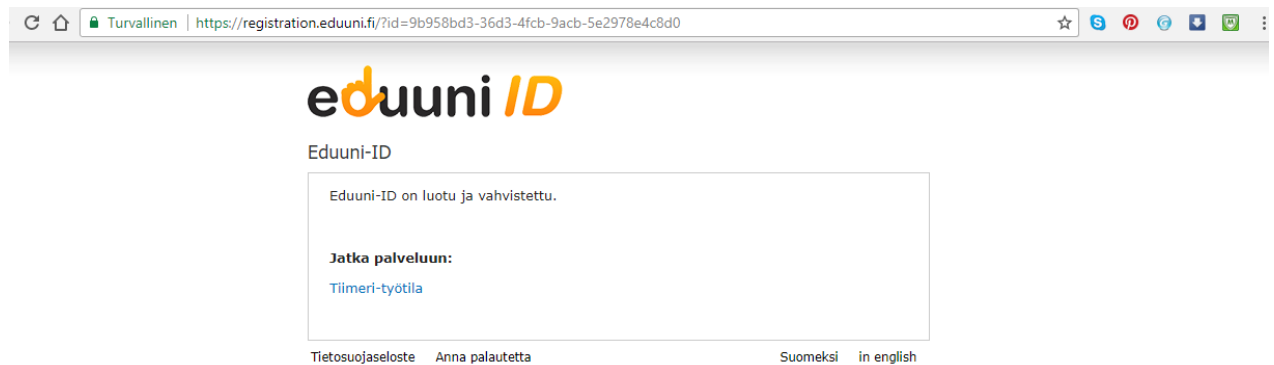 Turvallinen | https://registration.eduuni.fi/?id=9b958bd3-36d3-4fcb-9acb-5e2978e4c8d0
eduuni ID
Eduuni-ID
Eduuni-ID on luotu ja vahvistettu.
Jatka palveluun:
Tiimeri-työtila
Tietosuojaseloste Anna palautetta Suomeksi in english